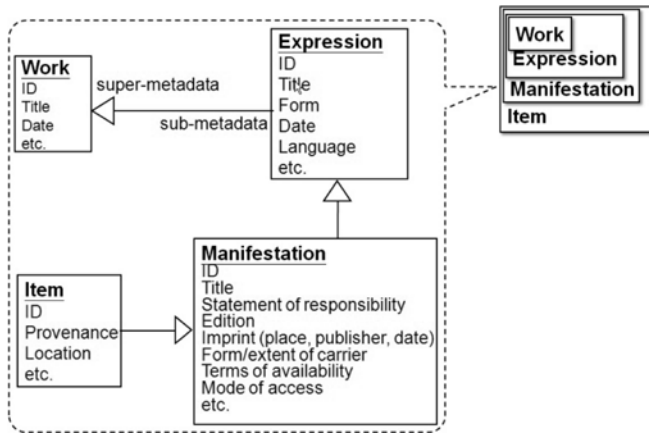 Work
ID
Title
Date
etc.
super-metadata
sub-metadata
Expression
ID
Title
Form
Date
Language
etc.
Item
ID
Provenance
Location
etc.
Manifestation
ID
Title
Statement of responsibility
Edition
Imprint (place, publisher, date)
Form/extent of carrier
Terms of availability
Mode of access
etc.
Work
Expression
Manifestation
Item